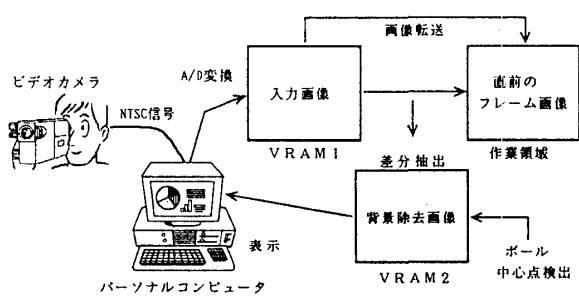 画像転送
ビデオカメラ
A/D変換
NTSC信号
入力画像
直前の
フレーム画像
VRAM1
作業領域
差分抽出
背景除去画像
表示
ボール
中心点検出
VRAM2
パーソナルコンピュータ